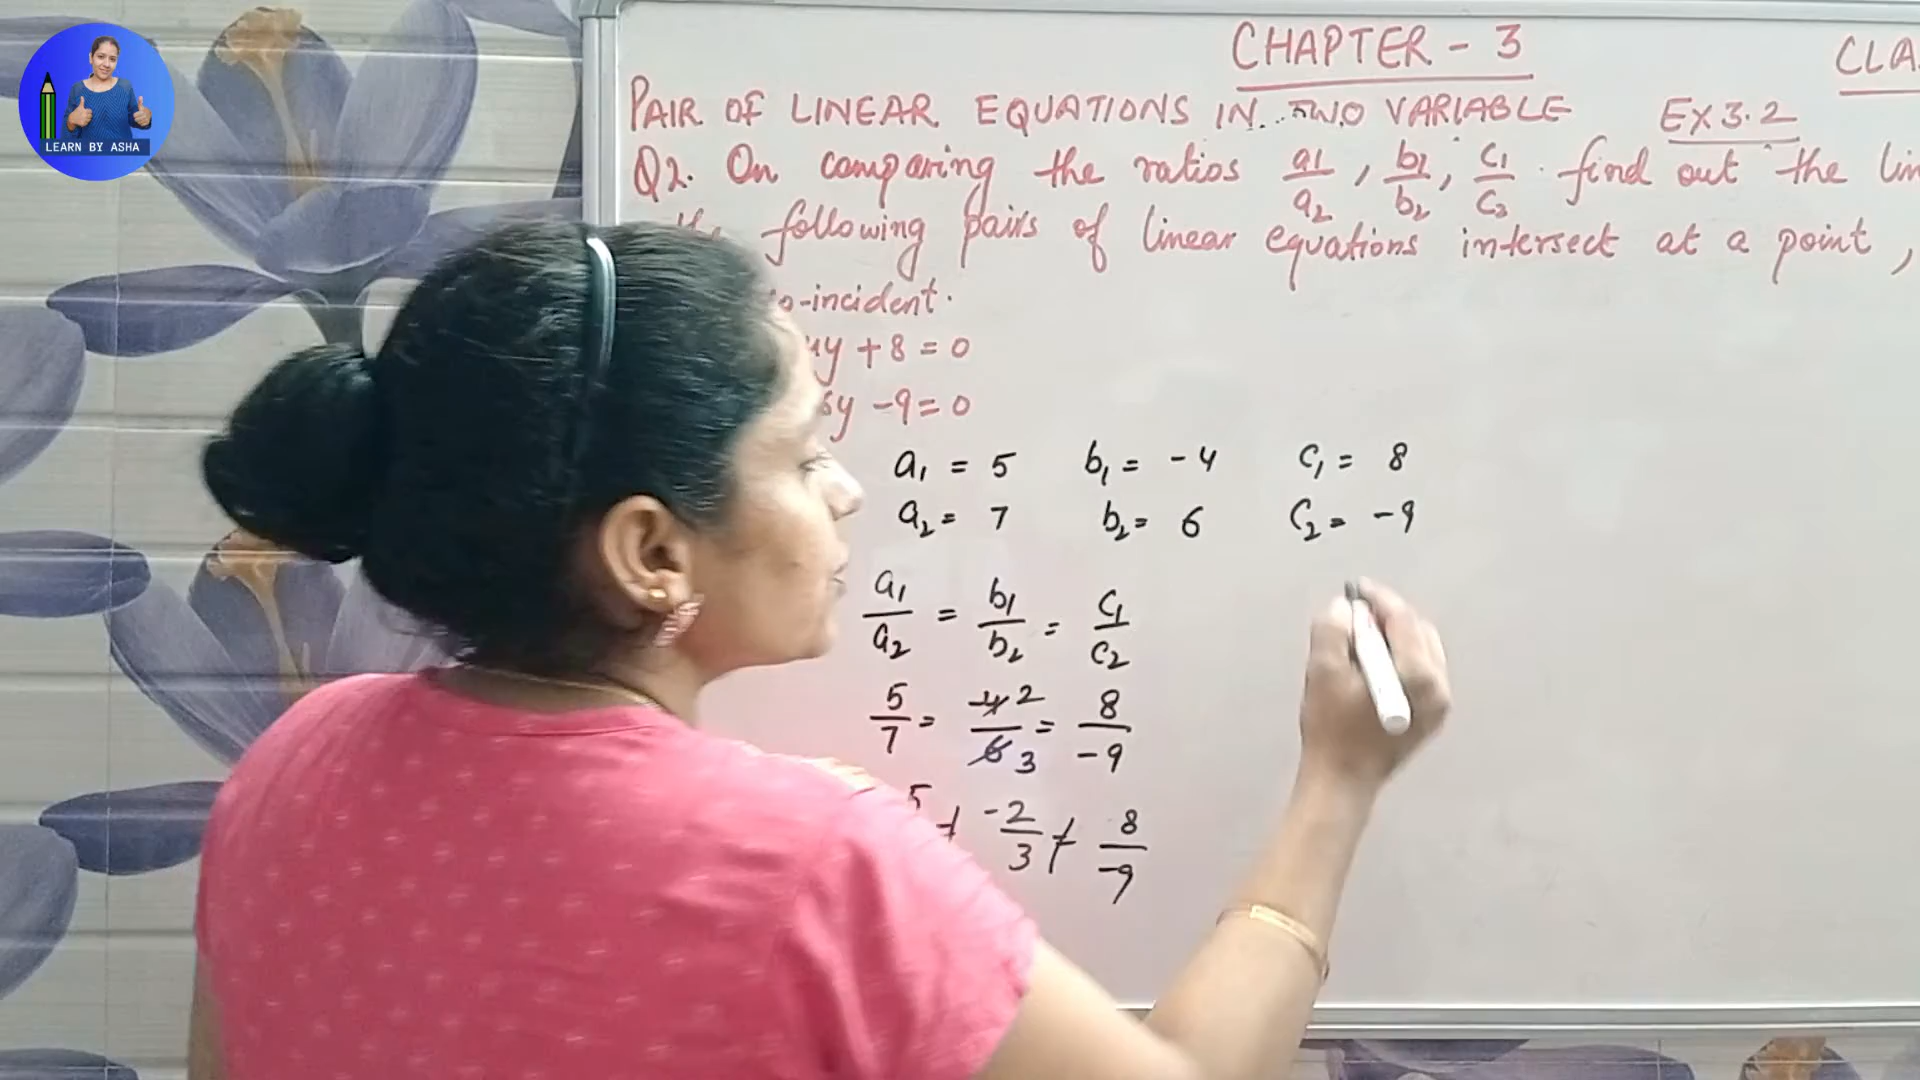 LEARN BY ASHA
CHAPTER - 3
PAIR OF LINEAR EQUATIONS IN TWO VARIABLE EX 3.2
Q2. On comparing the ratios a1/a2, b1/b2, c1/c2 find out the
following pairs of linear equations intersect at a point,
-incident.
y + 8 = 0
6y - 9 = 0
a1 = 5 b1 = -4 c1 = 8
a2 = 7 b2 = 6 c2 = -9
a1/a2 = b1/b2 = c1/c2
5/7 = -4 2/6 3 = 8/-9
5 ≠ -2/3 ≠ 8/-9